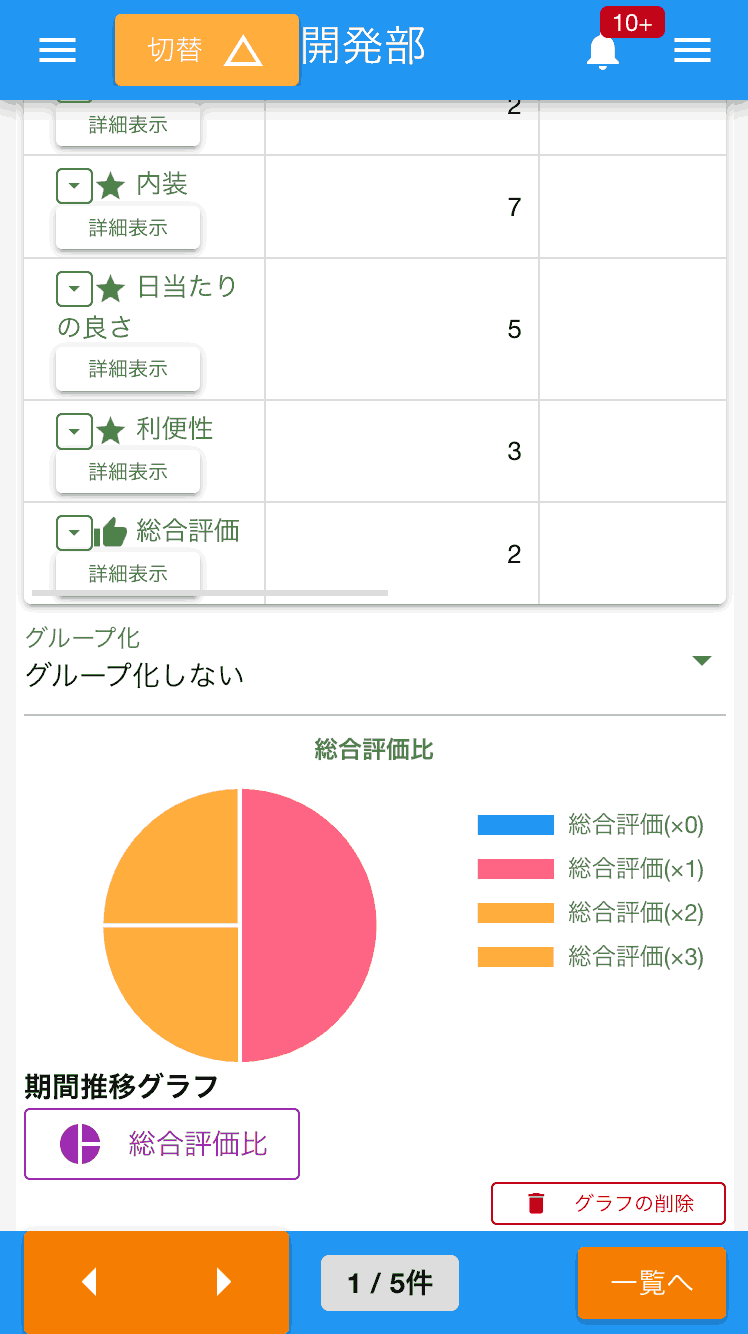 切替 開発部 10+
2
詳細表示
内装
詳細表示
7
日当たり
の良さ
詳細表示
5
利便性
詳細表示
3
総合評価
詳細表示
2
グループ化
グループ化しない
総合評価比
総合評価(×0)
総合評価(×1)
総合評価(×2)
総合評価(×3)
期間推移グラフ
総合評価比
グラフの削除
1 / 5件
一覧へ